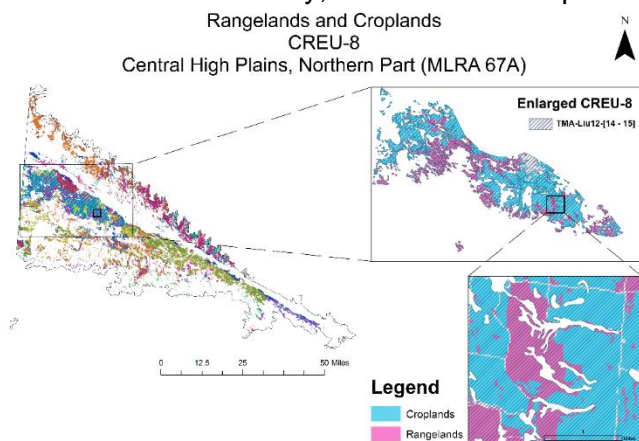 Rangelands and Croplands
CREU-8
Central High Plains, Northern Part (MLRA 67A)
N
Enlarged CREU-8
TMA-Liu12-[14 - 15]
0 12.5 25 50 Miles
Legend
Croplands
Rangelands